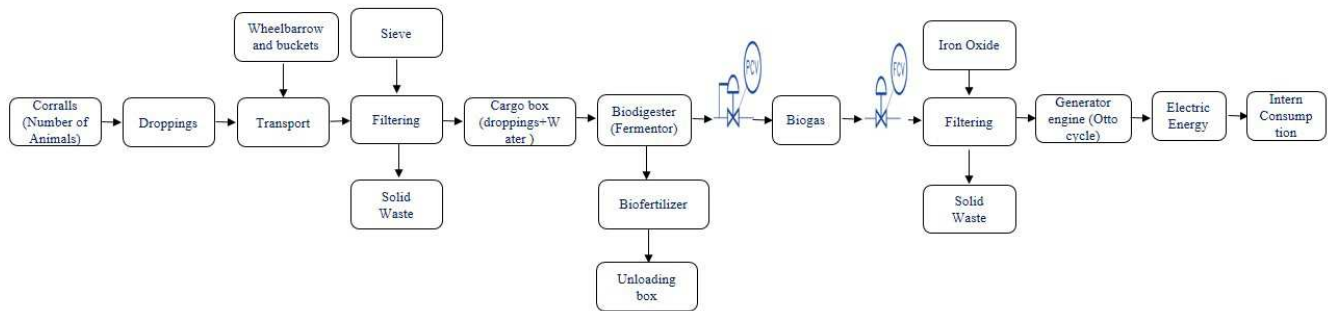 Wheelbarrow
and buckets
Sieve
PCV
FCV
Iron Oxide
Corralls
(Number of
Animals)
Droppings
Transport
Filtering
Cargo box
(droppings+W
ater )
Biodigester
(Fermentor)
Biogas
Filtering
Generator
engine (Otto
cycle)
Electric
Energy
Intern
Consump
tion
Solid
Waste
Biofertilizer
Solid
Waste
Unloading
box